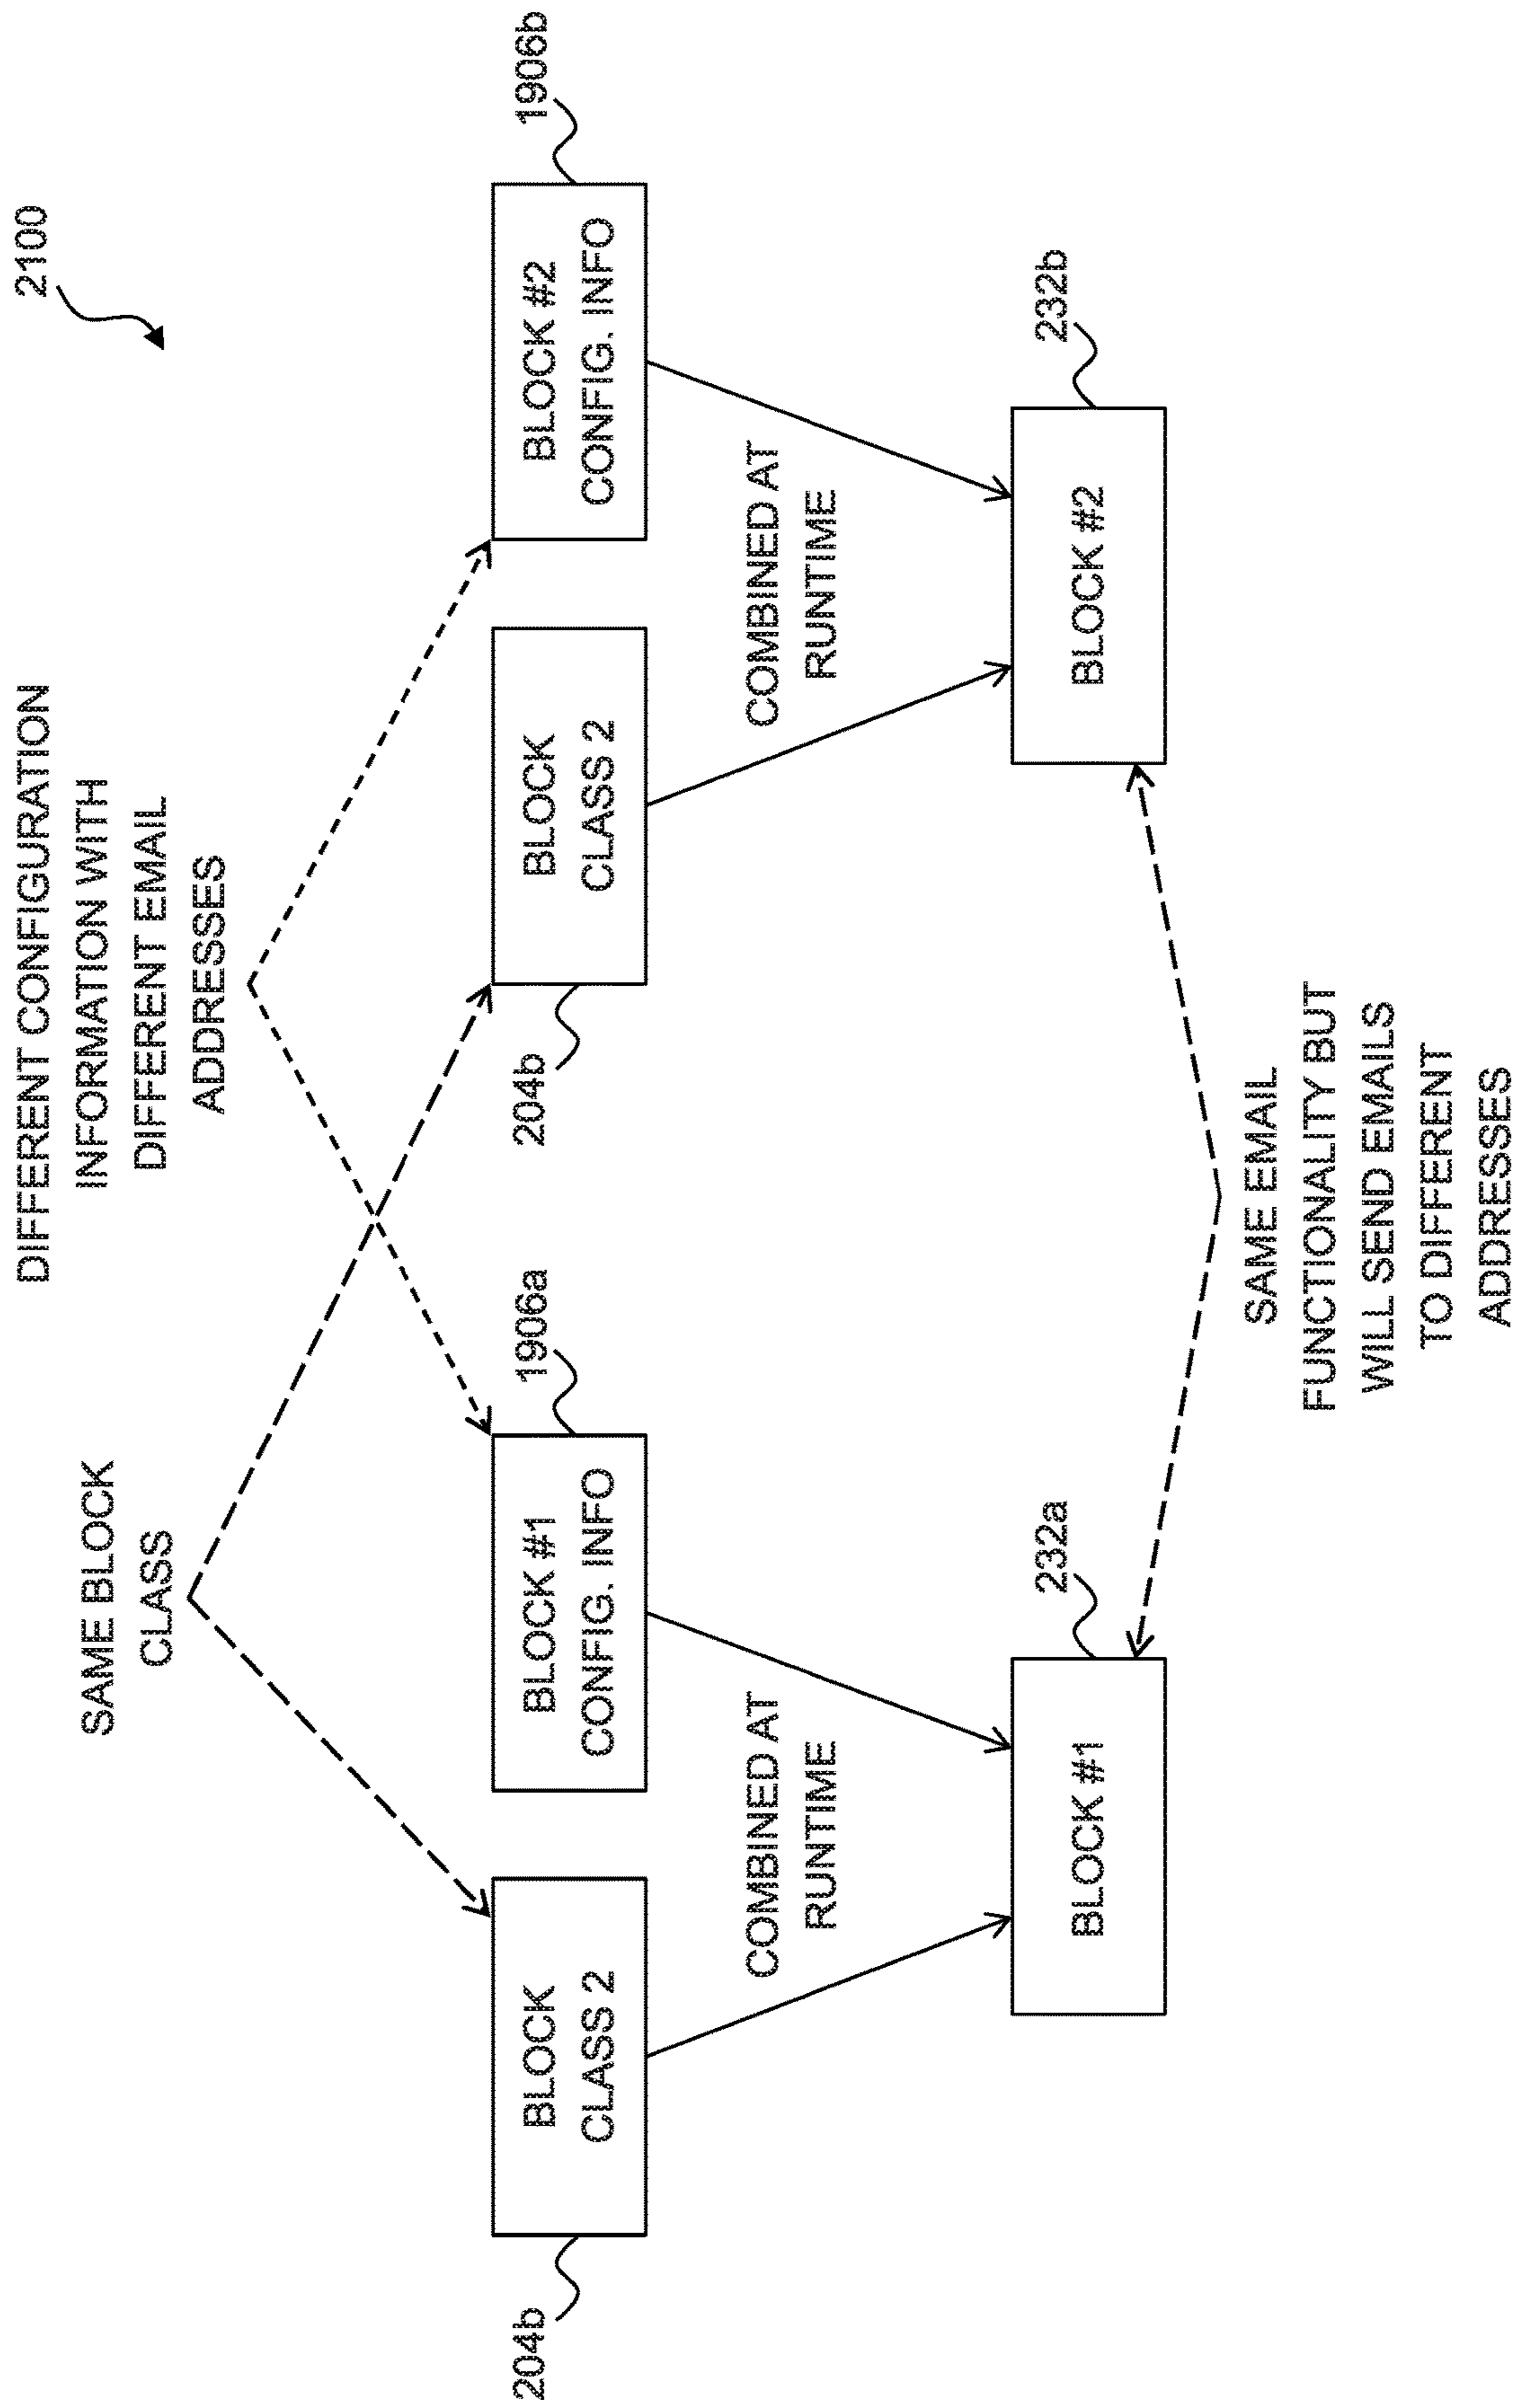 2100
DIFFERENT CONFIGURATION
INFORMATION WITH
DIFFERENT EMAIL
ADDRESSES
SAME BLOCK
CLASS
204b
BLOCK
CLASS 2
BLOCK #1
CONFIG. INFO
1906a
204b
BLOCK
CLASS 2
BLOCK #2
CONFIG. INFO
1906b
COMBINED AT
RUNTIME
COMBINED AT
RUNTIME
BLOCK #1
232a
BLOCK #2
232b
SAME EMAIL
FUNCTIONALITY BUT
WILL SEND EMAILS
TO DIFFERENT
ADDRESSES